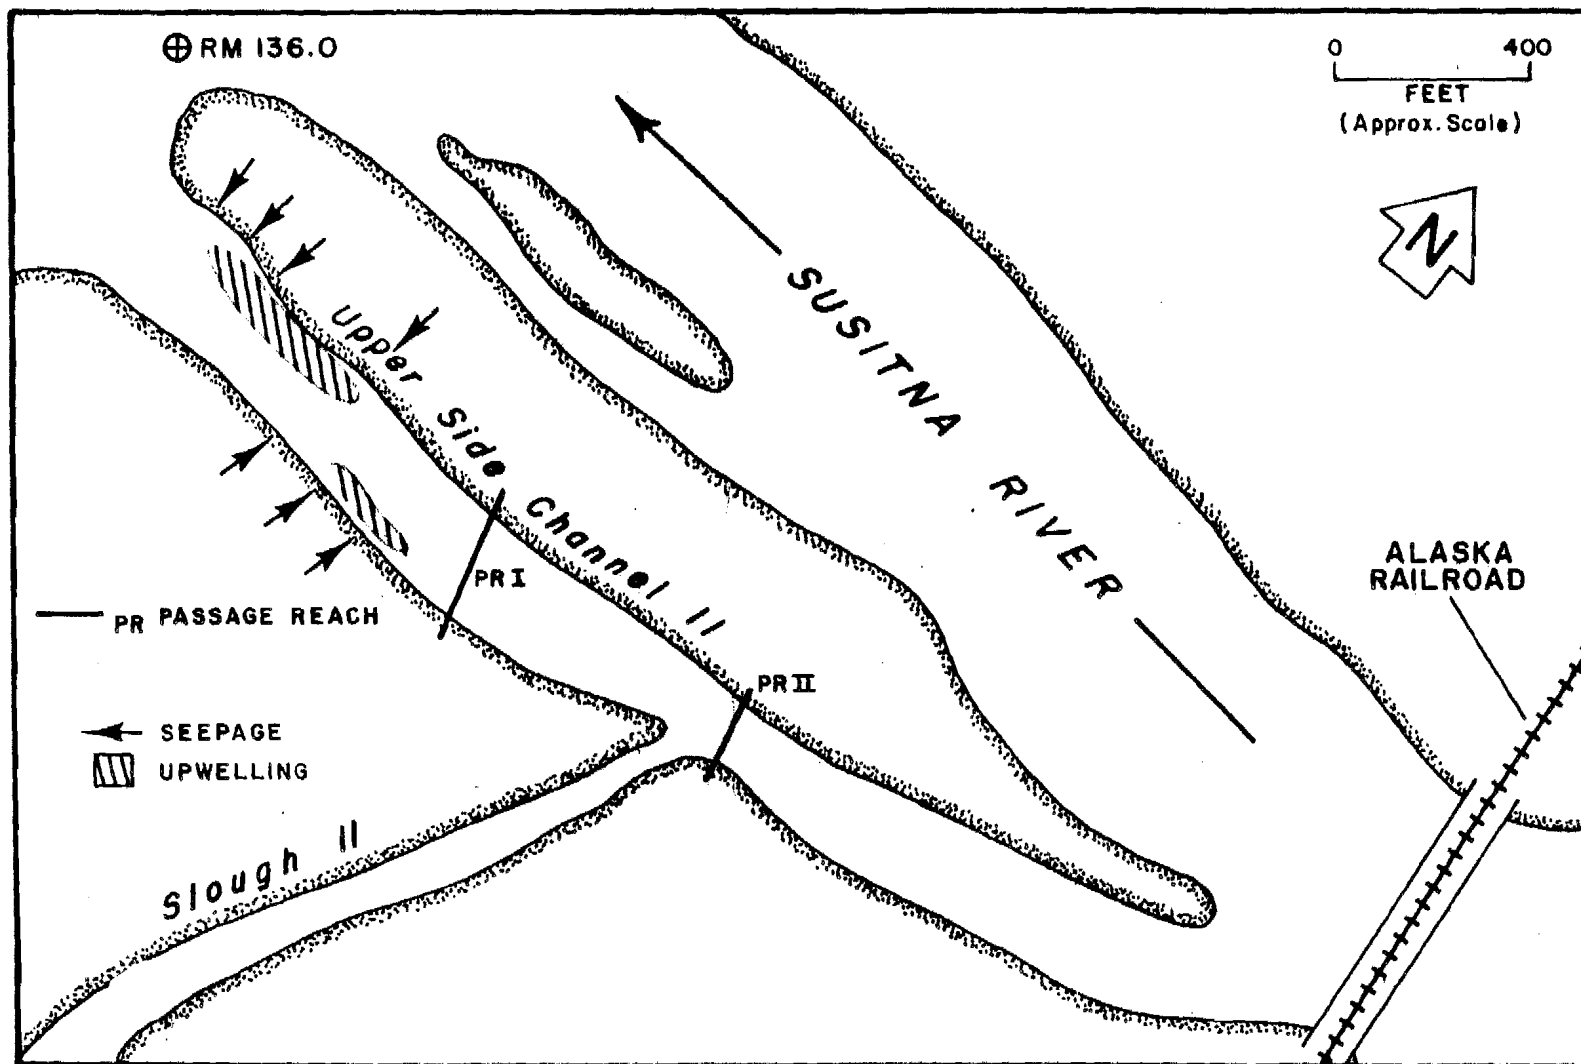 RM 136.0
0 400
FEET
(Approx. Scale)
N
SUSITNA RIVER
Upper Side Channel 11
PR I
PR II
ALASKA
RAILROAD
PR PASSAGE REACH
SEEPAGE
UPWELLING
Slough 11